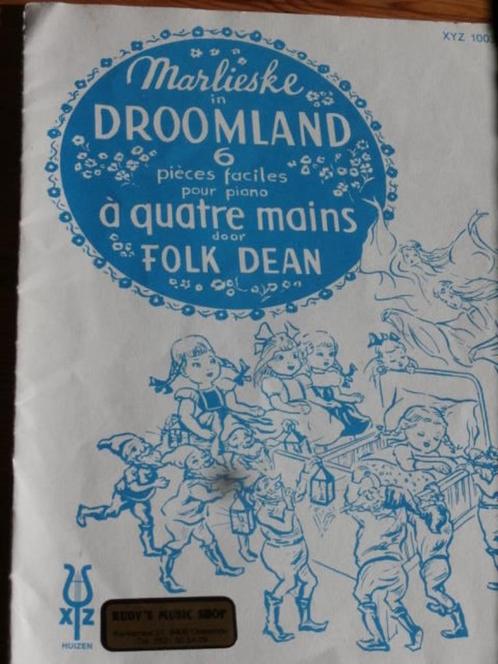 XYZ 100
Marlieske
in
DROOMLAND
6
pièces faciles
pour piano
à quatre mains
door
FOLK DEAN
XYZ
HUIZEN
RUDY'S MUSIC SHOP